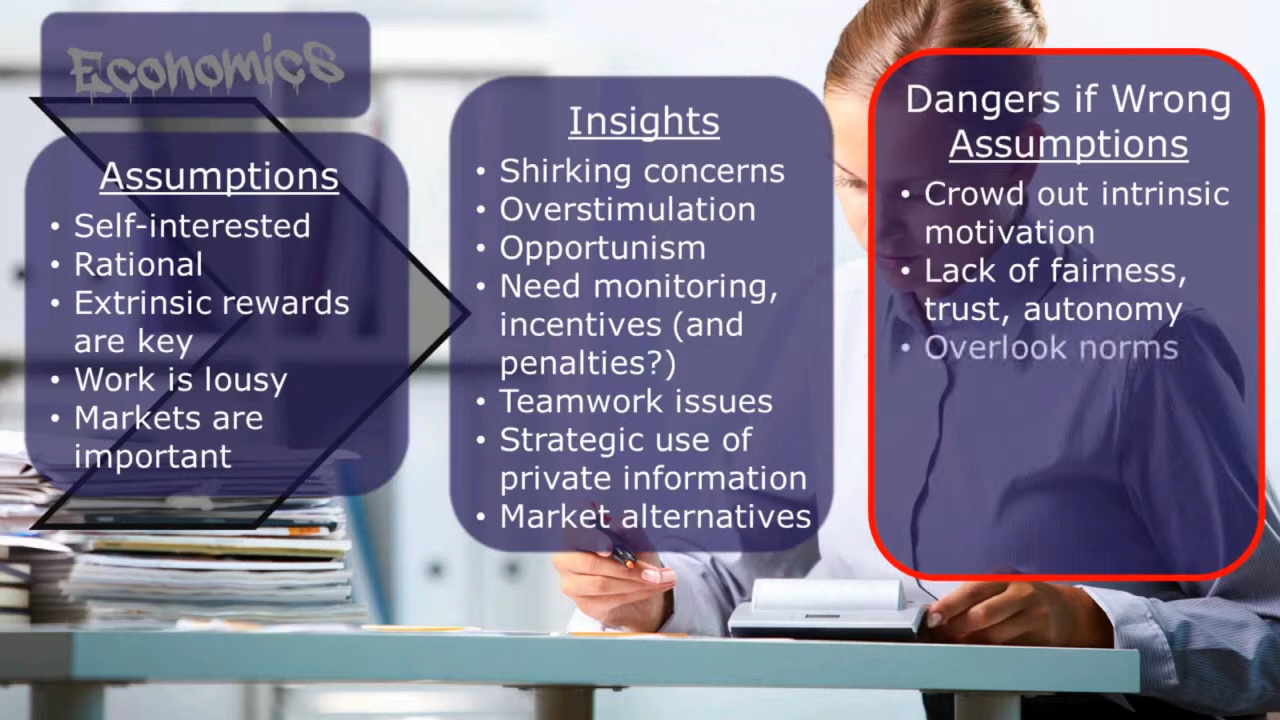 Economics
Assumptions
• Self-interested
• Rational
• Extrinsic rewards
are key
• Work is lousy
• Markets are
important
Insights
• Shirking concerns
• Overstimulation
• Opportunism
• Need monitoring,
incentives (and
penalties?)
• Teamwork issues
• Strategic use of
private information
• Market alternatives
Dangers if Wrong
Assumptions
• Crowd out intrinsic
motivation
• Lack of fairness,
trust, autonomy
• Overlook norms